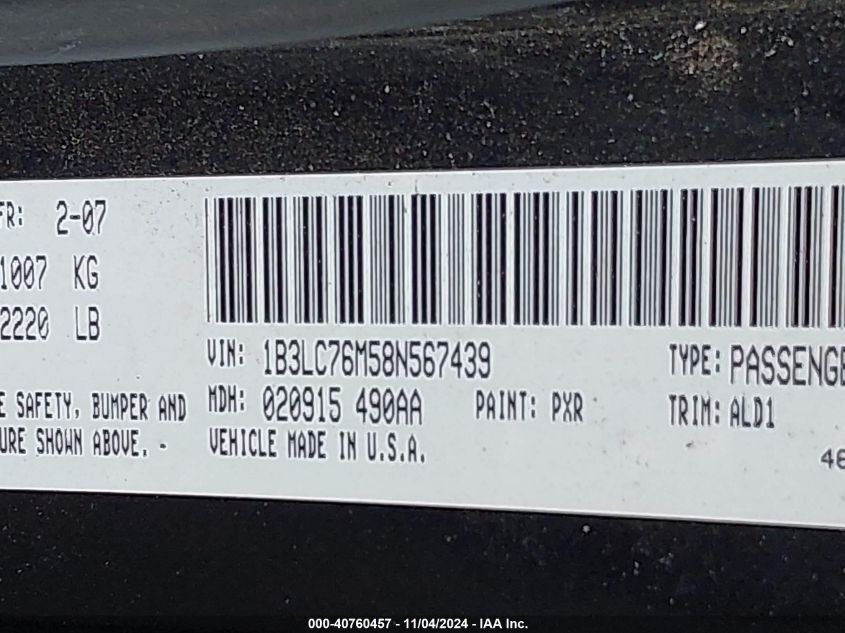 FR: 2-07
1007 KG
2220 LB
VIN: 1B3LC76M58N567439 TYPE: PASSENGE
E SAFETY, BUMPER AND MDH: 020915 490AA PAINT: PXR TRIM: ALD1
URE SHOWN ABOVE. - VEHICLE MADE IN U.S.A.
46
000-40760457 - 11/04/2024 - IAA Inc.